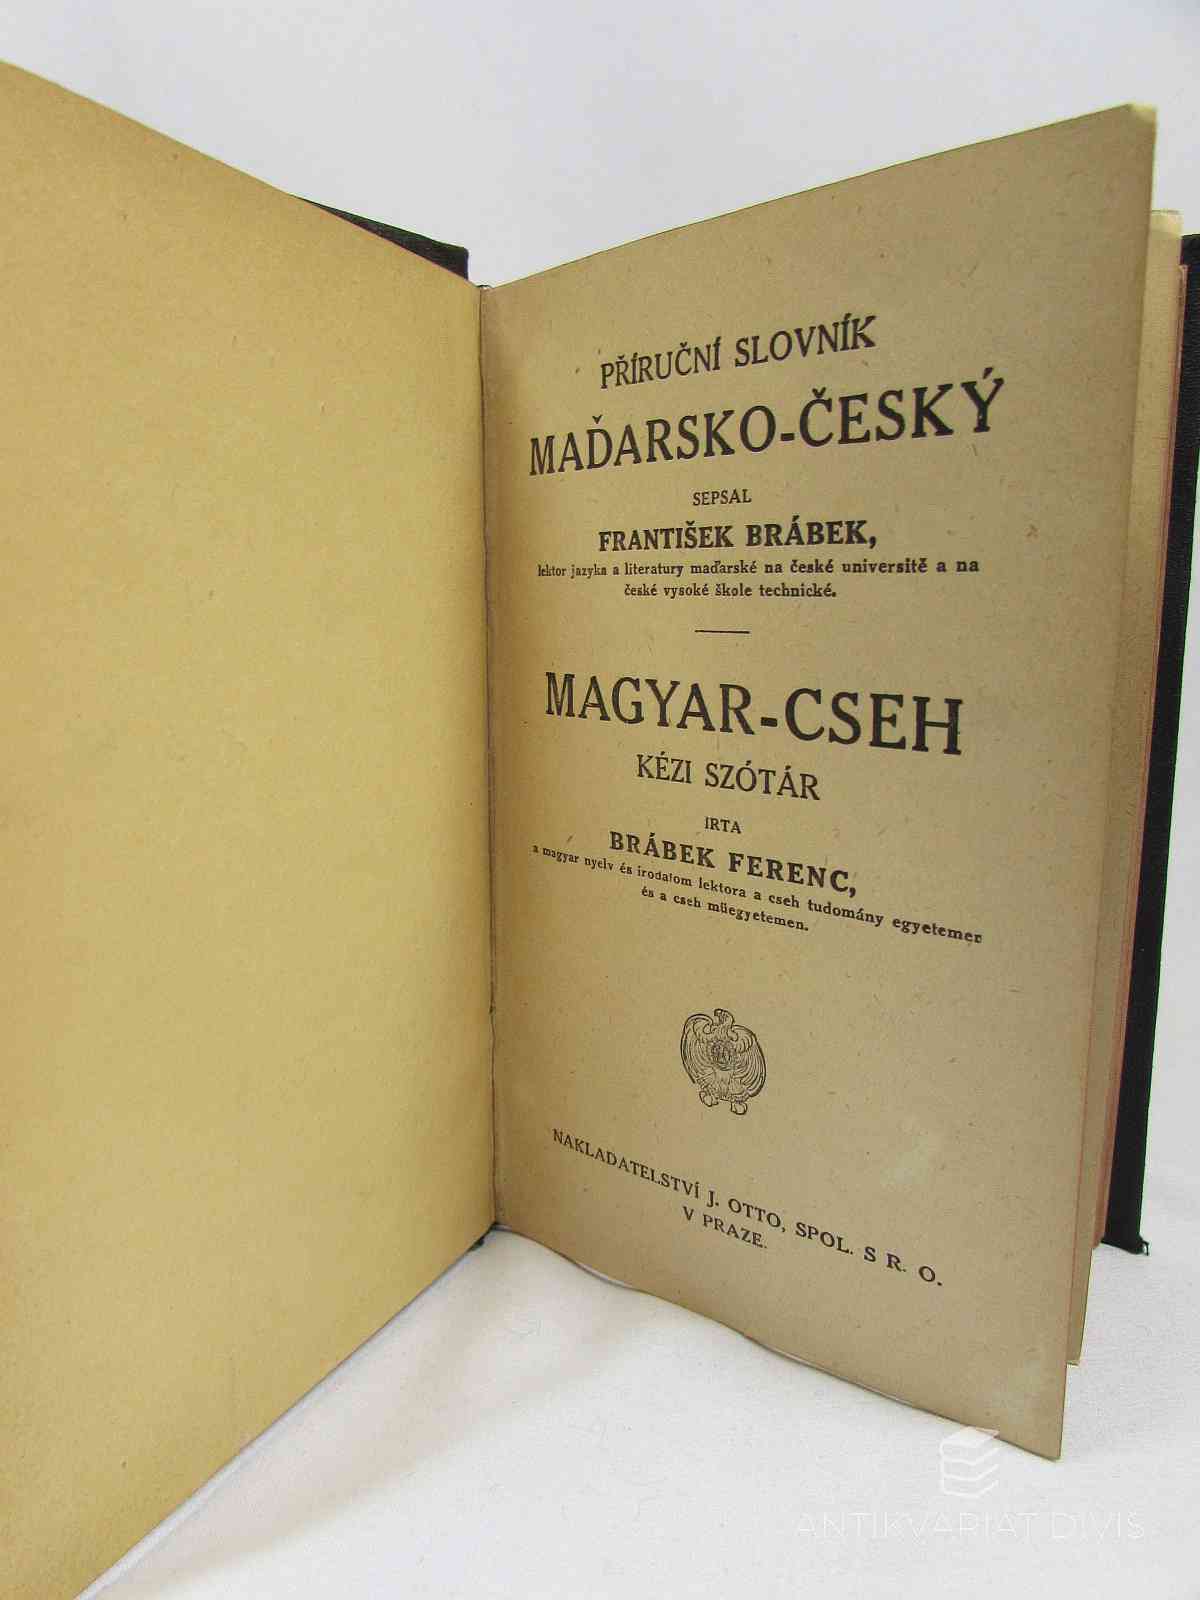 PŘÍRUČNÍ SLOVNÍK
MAĎARSKO-ČESKÝ
SEPSAL
FRANTIŠEK BRÁBEK,
lektor jazyka a literatury maďarské na české universitě a na
české vysoké škole technické.
MAGYAR-CSEH
KÉZI SZÓTÁR
IRTA
BRÁBEK FERENC,
a magyar nyelv és irodalom lektora a cseh tudomány egyetemen
és a cseh müegyetemen.
NAKLADATELSTVÍ J. OTTO, SPOL. S R. O.
V PRAZE.
ANTIKVARIAT DIVIS